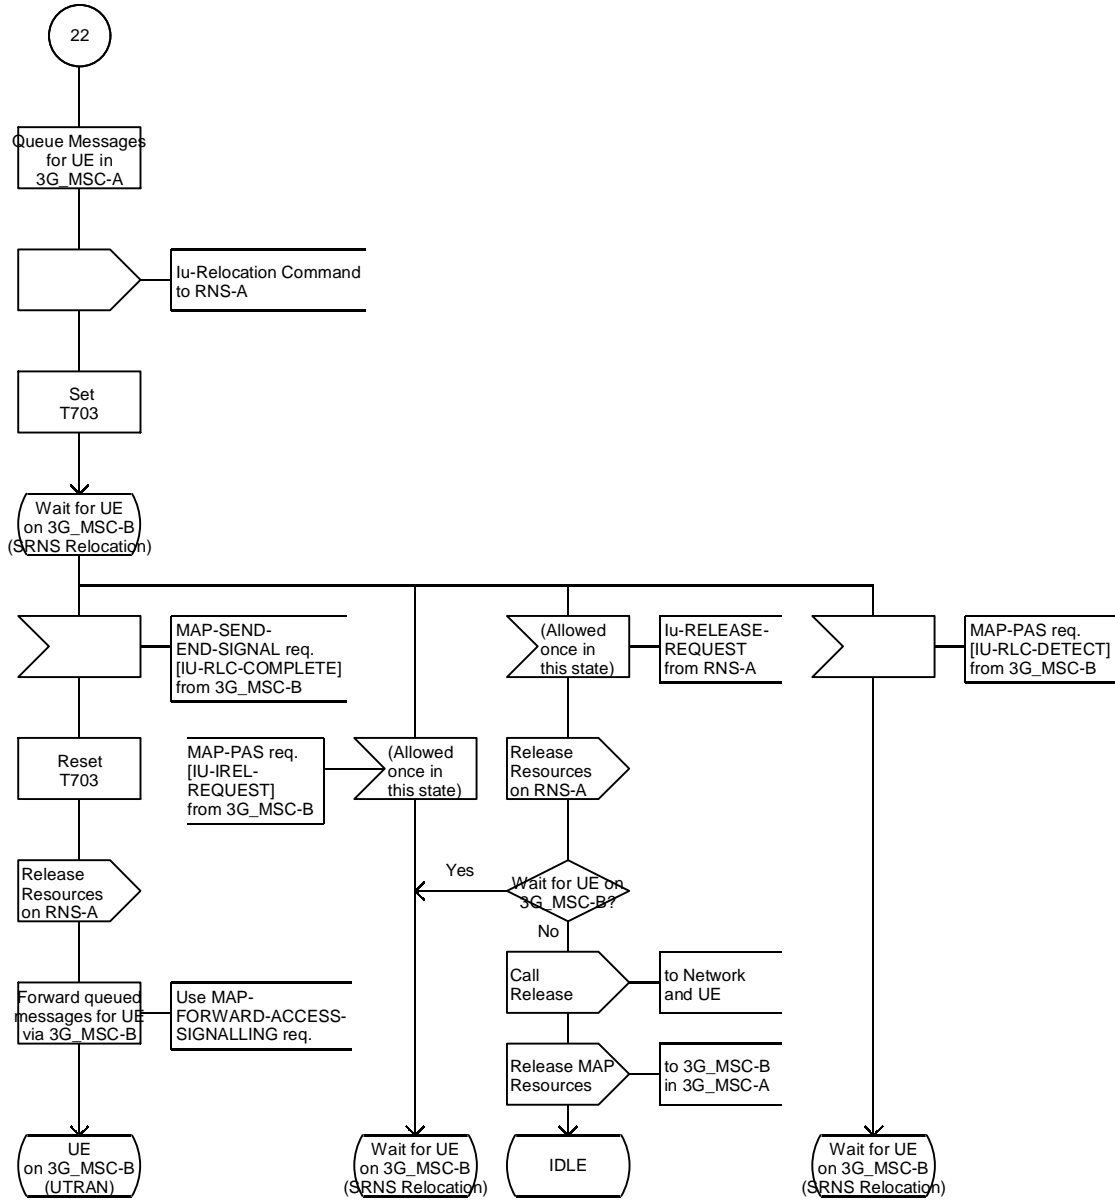 22
Queue Messages
for UE in
3G_MSC-A
Iu-Relocation Command
to RNS-A
Set
T703
Wait for UE
on 3G_MSC-B
(SRNS Relocation)
MAP-SEND-
END-SIGNAL req.
[IU-RLC-COMPLETE]
from 3G_MSC-B
(Allowed
once in
this state)
Iu-RELEASE-
REQUEST
from RNS-A
MAP-PAS req.
[IU-RLC-DETECT]
from 3G_MSC-B
Reset
T703
MAP-PAS req.
[IU-IREL-
REQUEST]
from 3G_MSC-B
(Allowed
once in
this state)
Release
Resources
on RNS-A
Release
Resources
on RNS-A
Yes
Wait for UE on
3G_MSC-B?
No
Call
Release
to Network
and UE
Forward queued
messages for UE
via 3G_MSC-B
Use MAP-
FORWARD-ACCESS-
SIGNALLING req.
Release MAP
Resources
to 3G_MSC-B
in 3G_MSC-A
UE
on 3G_MSC-B
(UTRAN)
Wait for UE
on 3G_MSC-B
(SRNS Relocation)
IDLE
Wait for UE
on 3G_MSC-B
(SRNS Relocation)